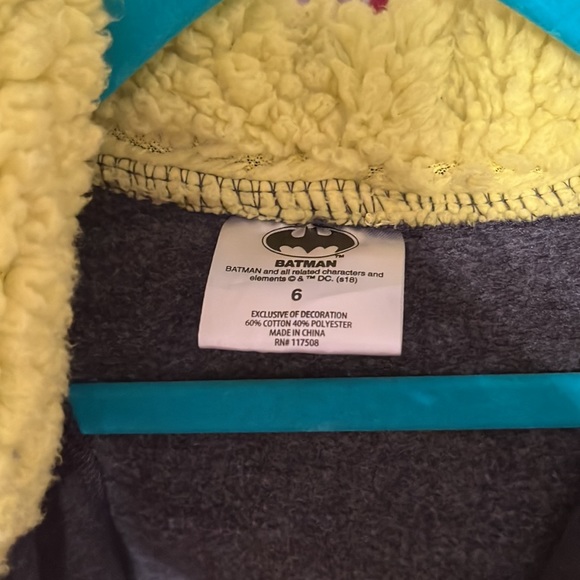 BATMAN™
BATMAN and all related characters and
elements © & ™ DC. (s18)
6
EXCLUSIVE OF DECORATION
60% COTTON 40% POLYESTER
MADE IN CHINA
RN# 117508